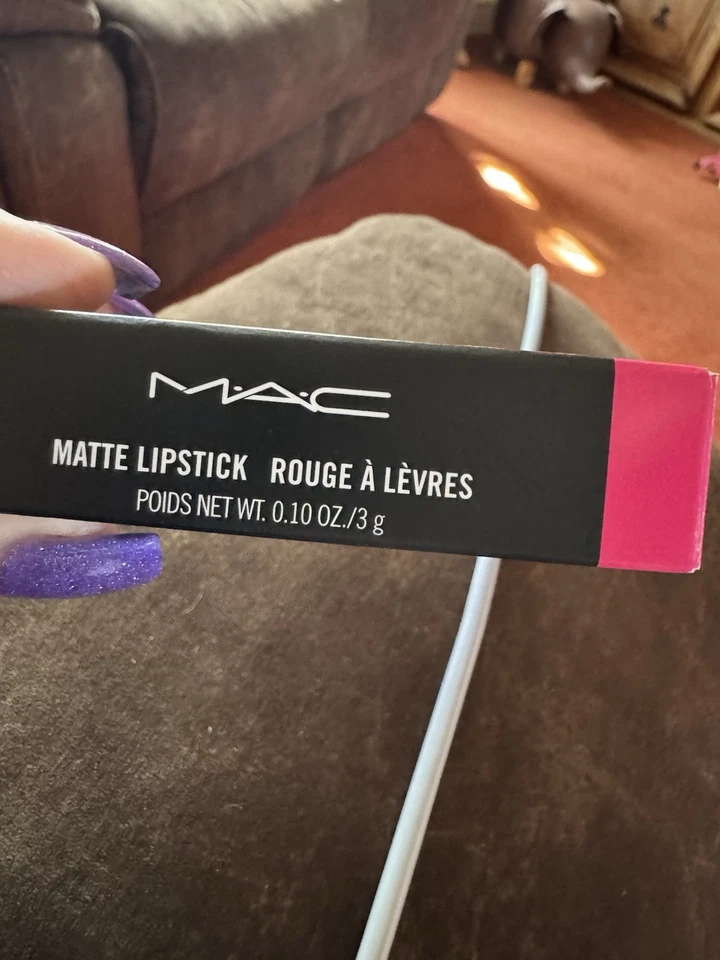 M·A·C
MATTE LIPSTICK ROUGE À LÈVRES
POIDS NET WT. 0.10 OZ./3 g